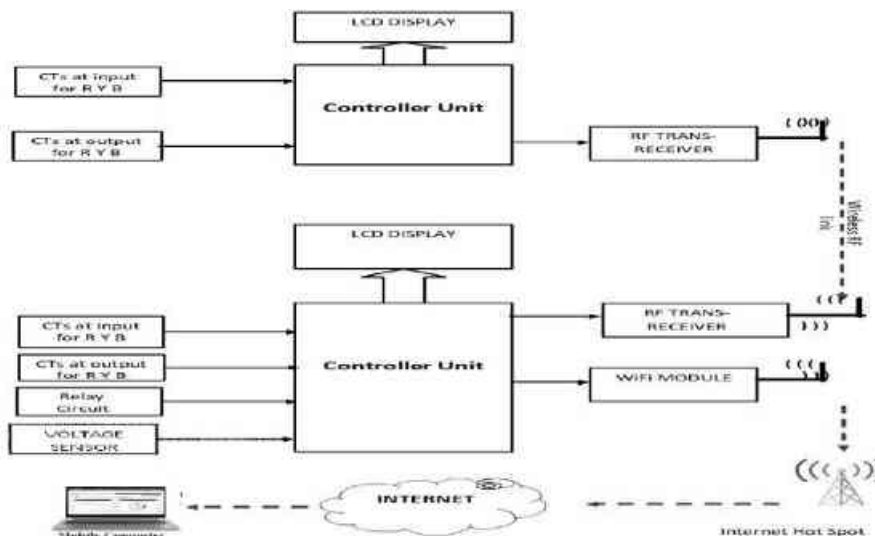 LCD DISPLAY
CTs at input
for R Y B
Controller Unit
CTs at output
for R Y B
RF TRANS-
RECEIVER
Wireless RF
link
LCD DISPLAY
CTs at input
for R Y B
CTs at output
for R Y B
Relay
Circuit
VOLTAGE
SENSOR
Controller Unit
RF TRANS-
RECEIVER
WiFi MODULE
INTERNET
Mobile Computer
Internet Hot Spot